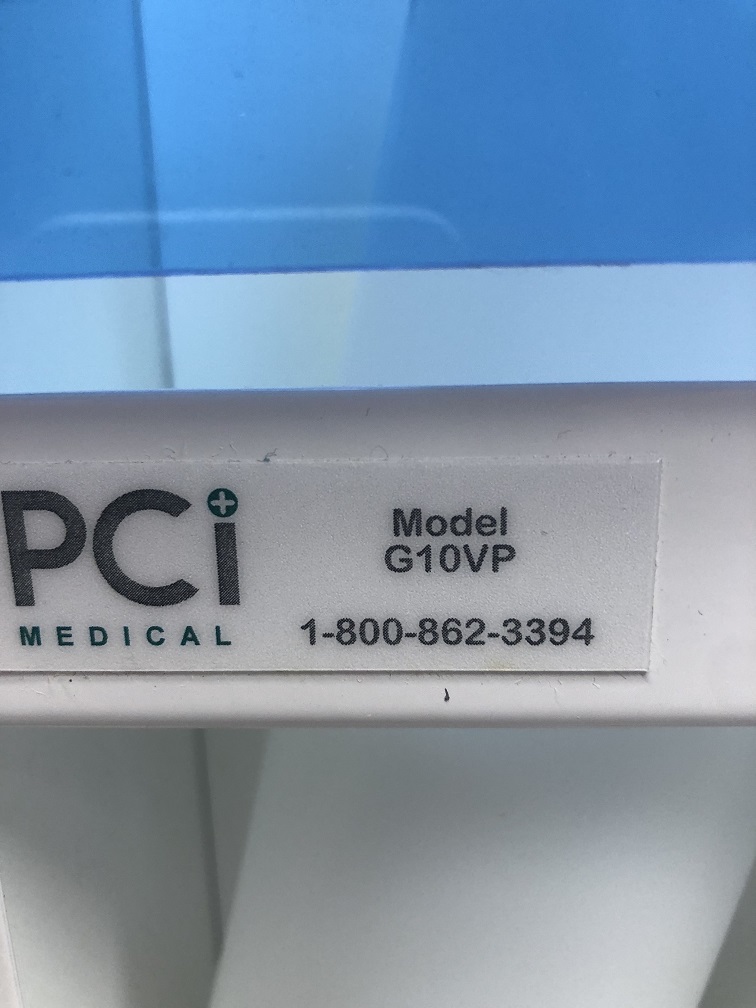 PCi
MEDICAL
Model
G10VP
1-800-862-3394